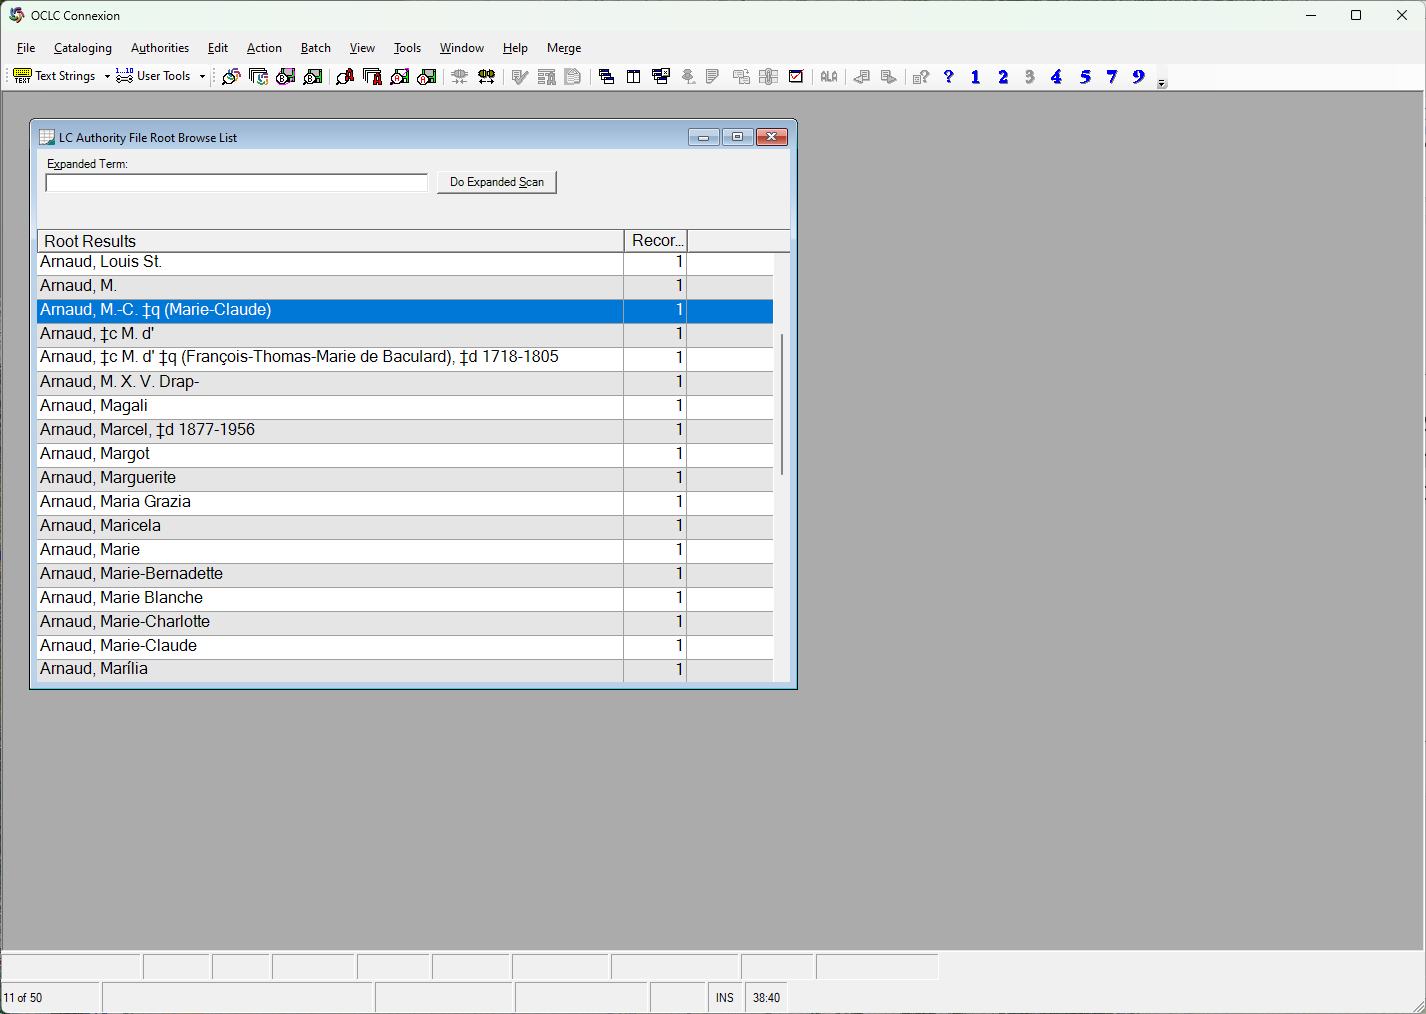 OCLC Connexion
File Cataloging Authorities Edit Action Batch View Tools Window Help Merge
Text Strings User Tools ALA ? ? 1 2 3 4 5 7 9
LC Authority File Root Browse List
Expanded Term:
Do Expanded Scan
Root Results Recor...
Arnaud, Louis St. 1
Arnaud, M. 1
Arnaud, M.-C. ‡q (Marie-Claude) 1
Arnaud, ‡c M. d' 1
Arnaud, ‡c M. d' ‡q (François-Thomas-Marie de Baculard), ‡d 1718-1805 1
Arnaud, M. X. V. Drap- 1
Arnaud, Magali 1
Arnaud, Marcel, ‡d 1877-1956 1
Arnaud, Margot 1
Arnaud, Marguerite 1
Arnaud, Maria Grazia 1
Arnaud, Maricela 1
Arnaud, Marie 1
Arnaud, Marie-Bernadette 1
Arnaud, Marie Blanche 1
Arnaud, Marie-Charlotte 1
Arnaud, Marie-Claude 1
Arnaud, Marília 1
11 of 50 INS 38:40